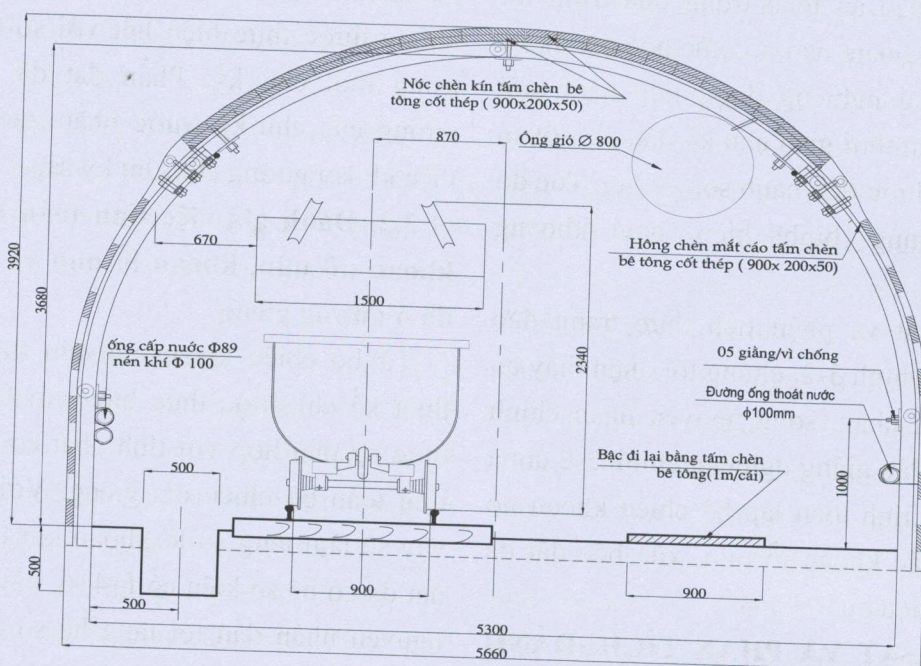 Nóc chèn kín tấm chèn bê
tông cốt thép ( 900x200x50)
870
Ống gió Ø 800
3920
3680
670
1500
2340
Hông chèn mắt cáo tấm chèn
bê tông cốt thép ( 900x 200x50)
ống cấp nước Φ89
nén khí Φ 100
05 giằng/vì chống
Đường ống thoát nước
ϕ100mm
Bậc đi lại bằng tấm chèn
bê tông(1m/cái)
1000
500
500
500
900
900
5300
5660